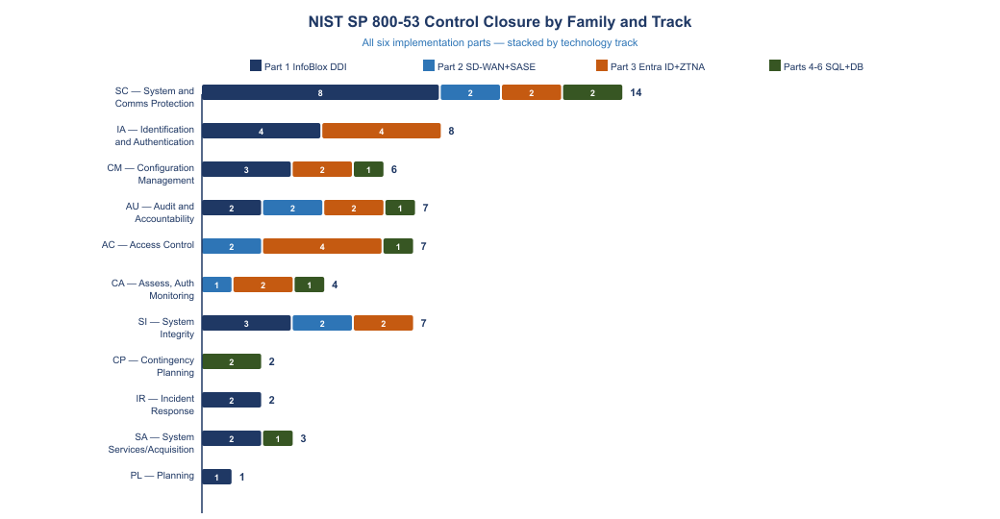 NIST SP 800-53 Control Closure by Family and Track
All six implementation parts — stacked by technology track
Part 1 InfoBlox DDI Part 2 SD-WAN+SASE Part 3 Entra ID+ZTNA Parts 4-6 SQL+DB
SC — System and
Comms Protection
8 2 2 2 14
IA — Identification
and Authentication
4 4 8
CM — Configuration
Management
3 2 1 6
AU — Audit and
Accountability
2 2 2 1 7
AC — Access Control
2 4 1 7
CA — Assess, Auth
Monitoring
1 2 1 4
SI — System
Integrity
3 2 2 7
CP — Contingency
Planning
2 2
IR — Incident
Response
2 2
SA — System
Services/Acquisition
2 1 3
PL — Planning
1 1